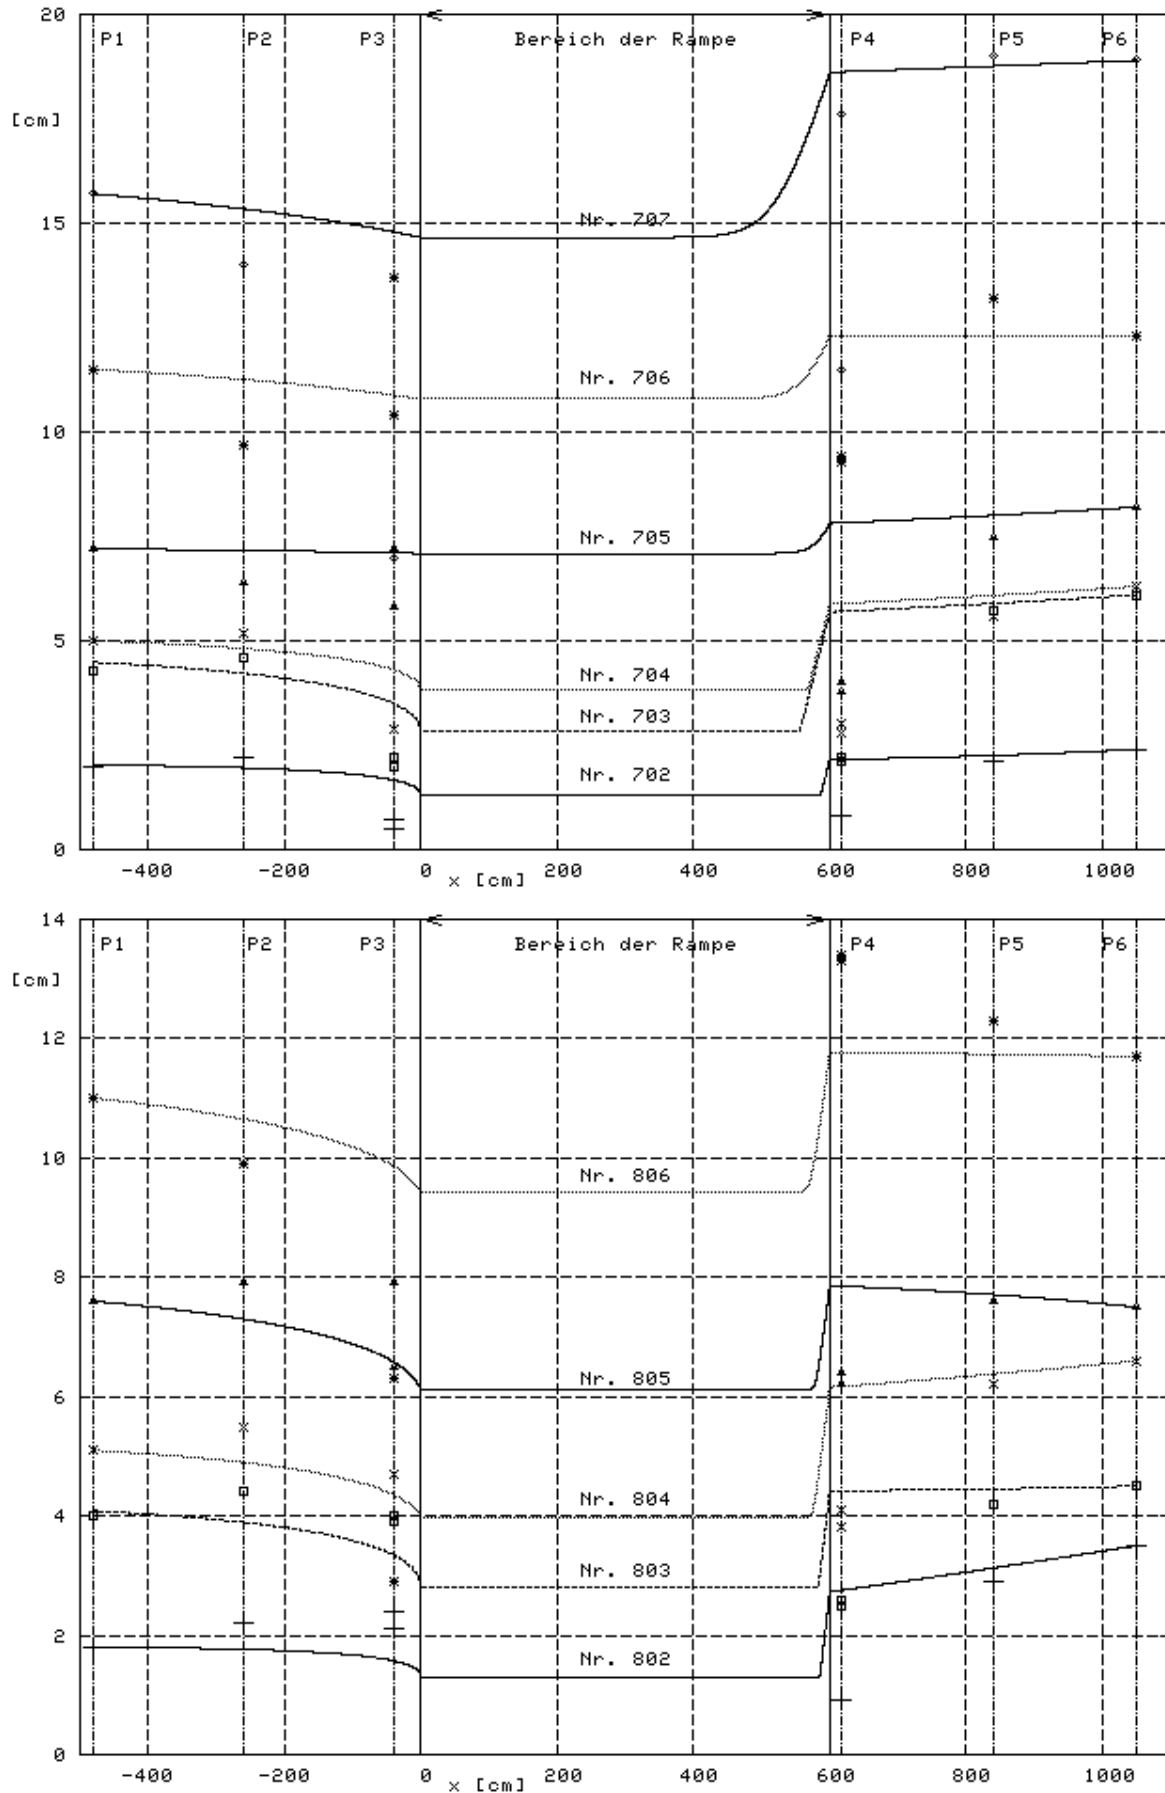 20
P1 P2 P3 Bereich der Rampe P4 P5 P6
[cm]
15
Nr. 707
Nr. 706
10
Nr. 705
5
Nr. 704
Nr. 703
Nr. 702
0
-400 -200 0 x [cm] 200 400 600 800 1000
14
P1 P2 P3 Bereich der Rampe P4 P5 P6
[cm]
12
10
Nr. 806
8
6
Nr. 805
4
Nr. 804
Nr. 803
2
Nr. 802
0
-400 -200 0 x [cm] 200 400 600 800 1000